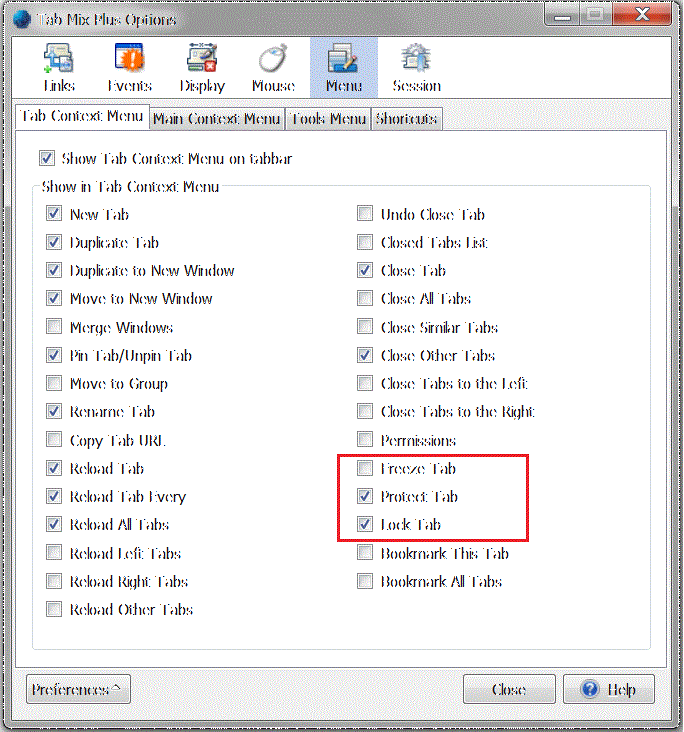 Tab Mix Plus Options
Links Events Display Mouse Menu Session
Tab Context Menu Main Context Menu Tools Menu Shortcuts
Show Tab Context Menu on tabbar
Show in Tab Context Menu
New Tab
Duplicate Tab
Duplicate to New Window
Move to New Window
Merge Windows
Pin Tab/Unpin Tab
Move to Group
Rename Tab
Copy Tab URL
Reload Tab
Reload Tab Every
Reload All Tabs
Reload Left Tabs
Reload Right Tabs
Reload Other Tabs
Undo Close Tab
Closed Tabs List
Close Tab
Close All Tabs
Close Similar Tabs
Close Other Tabs
Close Tabs to the Left
Close Tabs to the Right
Permissions
Freeze Tab
Protect Tab
Lock Tab
Bookmark This Tab
Bookmark All Tabs
Preferences^ Close Help